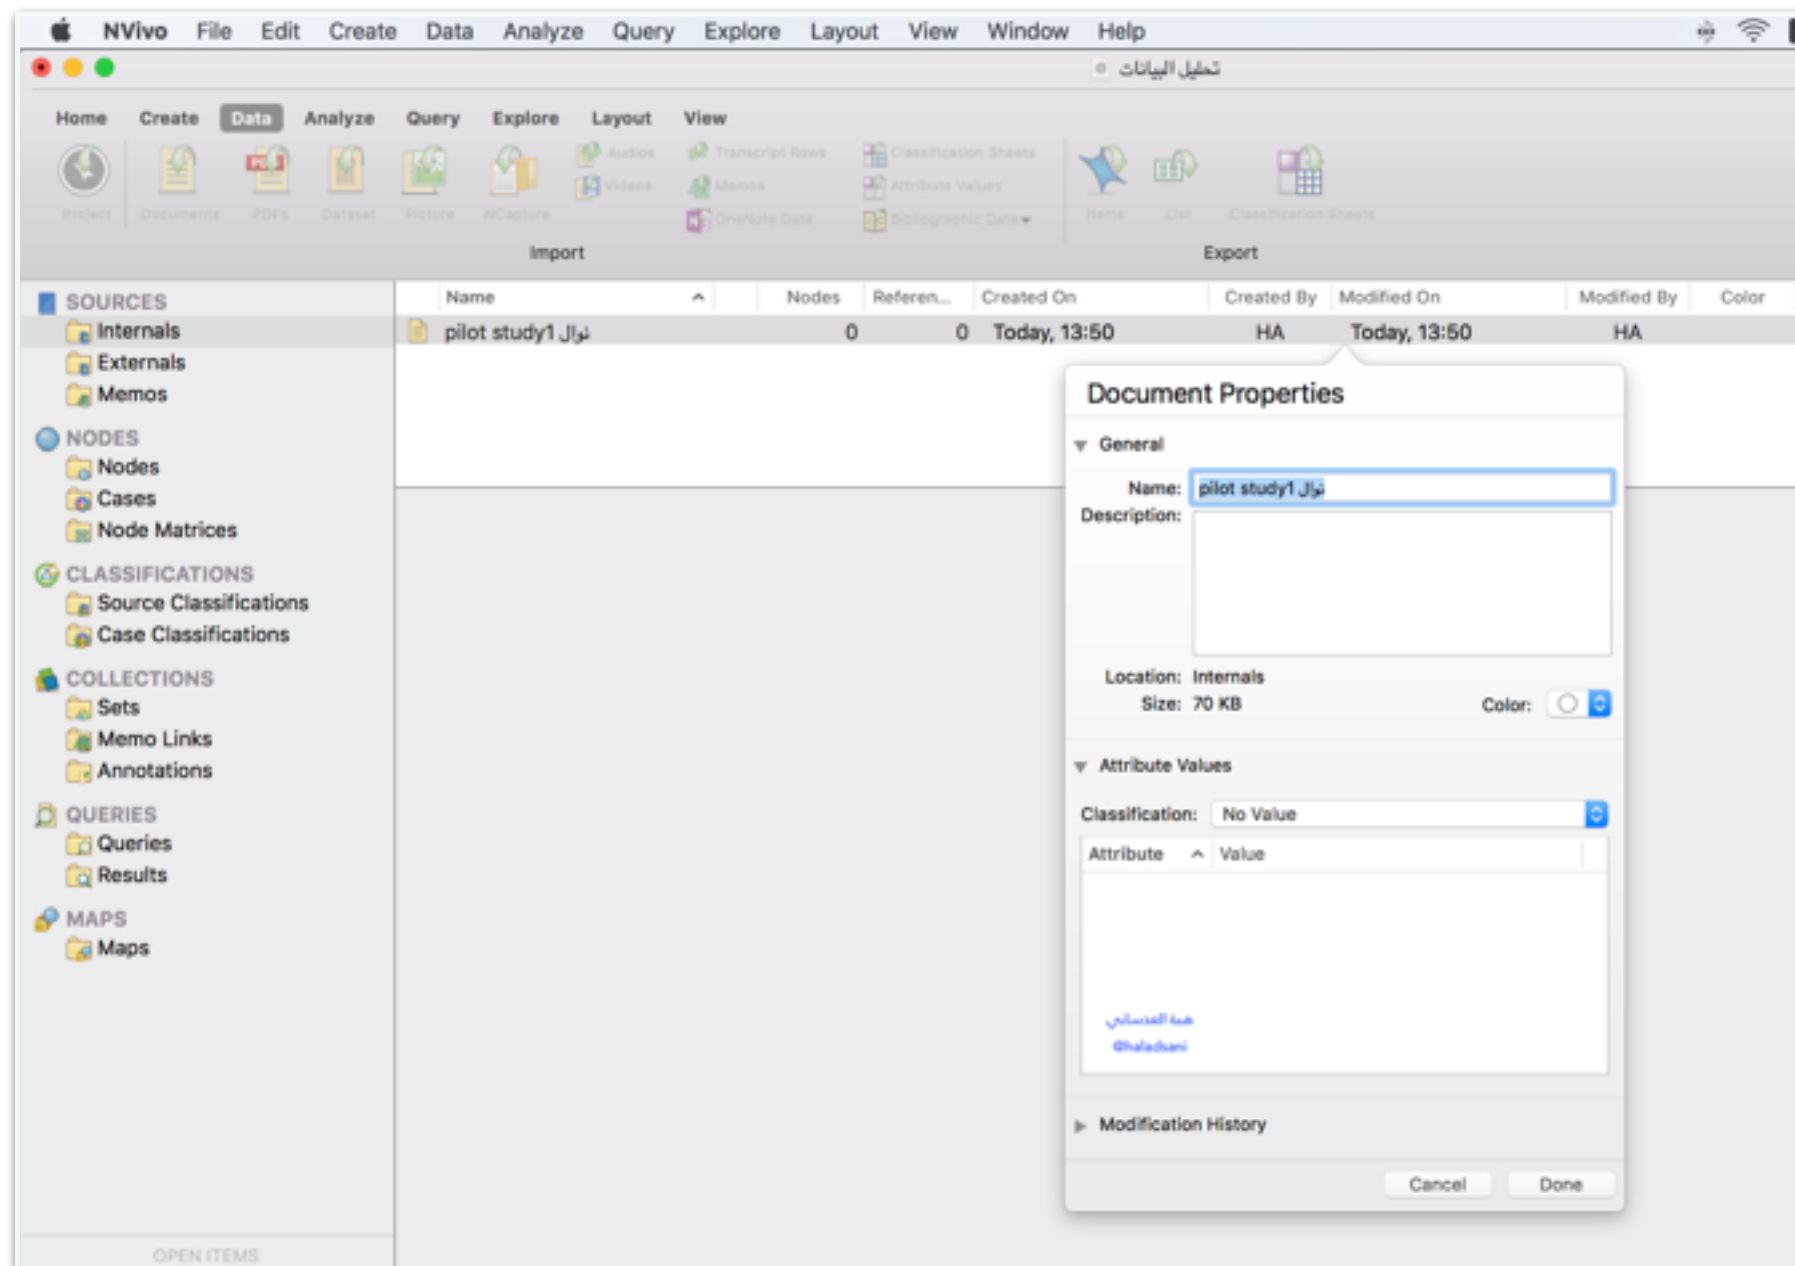 NVivo File Edit Create Data Analyze Query Explore Layout View Window Help
تحليل البيانات
Home Create Data Analyze Query Explore Layout View
Project Documents PDFs Dataset Picture NCapture
Audios
Videos
Transcript Rows
Memos
OneNote Data
Classification Sheets
Attribute Values
Bibliographic Data
Items List Classification Sheets
Import Export
SOURCES
Internals
Externals
Memos
NODES
Nodes
Cases
Node Matrices
CLASSIFICATIONS
Source Classifications
Case Classifications
COLLECTIONS
Sets
Memo Links
Annotations
QUERIES
Queries
Results
MAPS
Maps
OPEN ITEMS
Name Nodes Referen... Created On Created By Modified On Modified By Color
pilot study1 نوال 0 0 Today, 13:50 HA Today, 13:50 HA
Document Properties
General
Name: pilot study1 نوال
Description:
Location: Internals
Size: 70 KB Color:
Attribute Values
Classification: No Value
Attribute Value
هبة العدساني
@haladsani
Modification History
Cancel Done